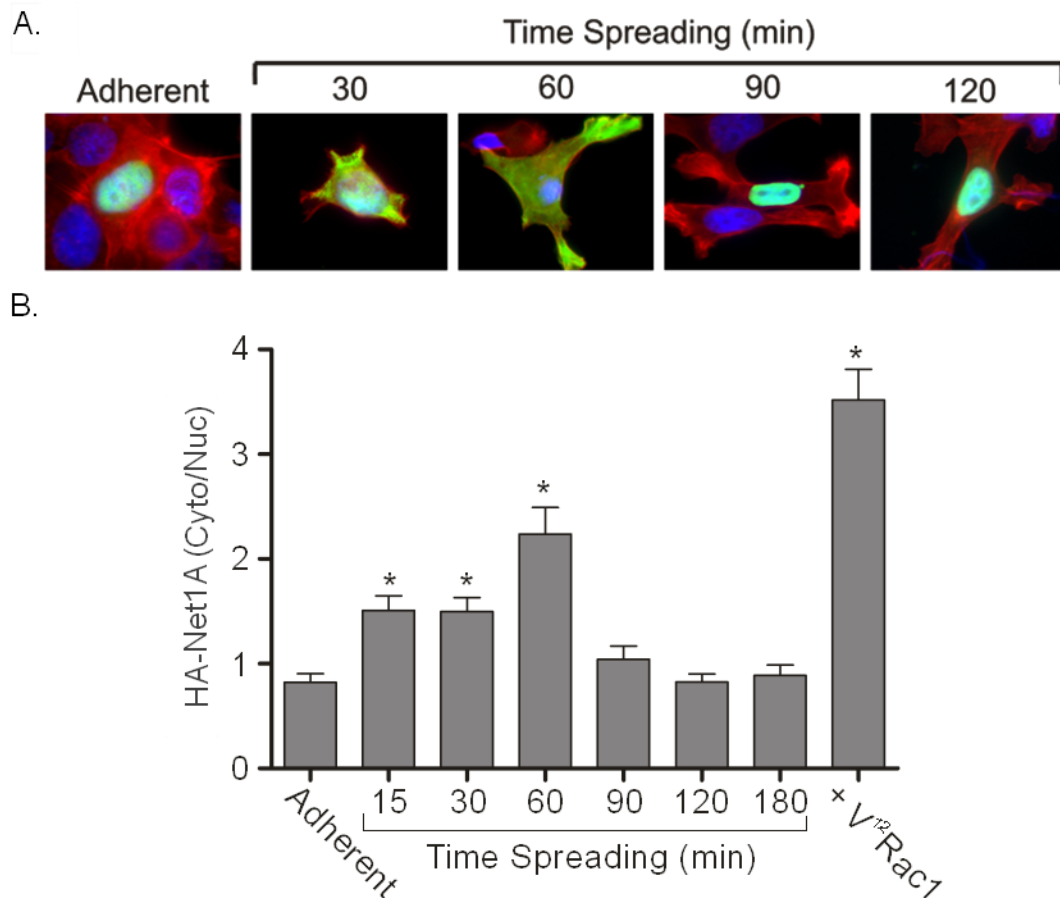 A.
Time Spreading (min)
Adherent 30 60 90 120
B.
HA-Net1A (Cyto/Nuc)
4
3
2
1
0
* * * *
Adherent 15 30 60 90 120 180 + V¹²Rac1
Time Spreading (min)